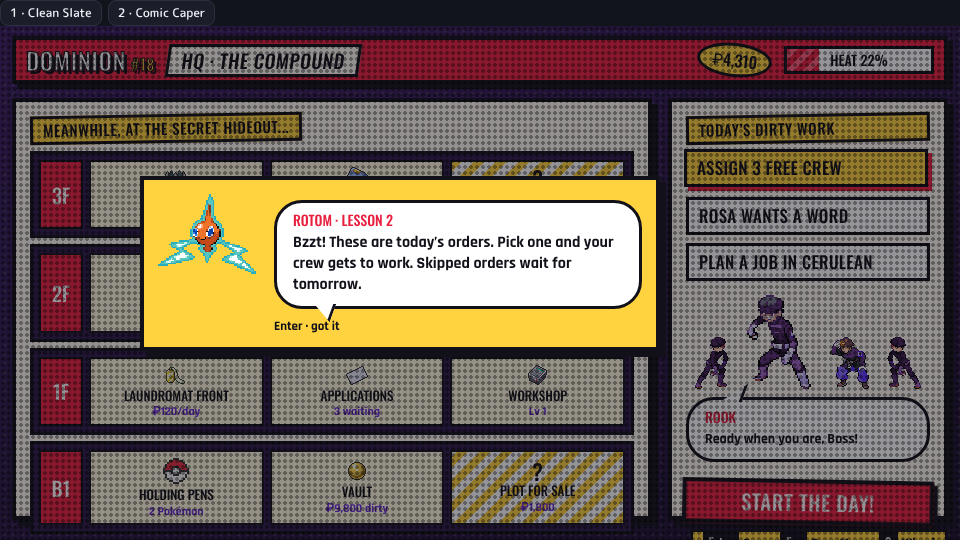 1 · Clean Slate
2 · Comic Caper
DOMINION #18
HQ · THE COMPOUND
₽4,310
HEAT 22%
MEANWHILE, AT THE SECRET HIDEOUT...
3F
?
2F
ROTOM · LESSON 2
Bzzt! These are today's orders. Pick one and your
crew gets to work. Skipped orders wait for
tomorrow.
Enter · got it
1F
LAUNDROMAT FRONT
₽120/day
APPLICATIONS
3 waiting
WORKSHOP
Lv 1
B1
HOLDING PENS
2 Pokémon
VAULT
₽9,800 dirty
?
PLOT FOR SALE
₽1,800
TODAY'S DIRTY WORK
ASSIGN 3 FREE CREW
ROSA WANTS A WORD
PLAN A JOB IN CERULEAN
ROOK
Ready when you are, Boss!
START THE DAY!